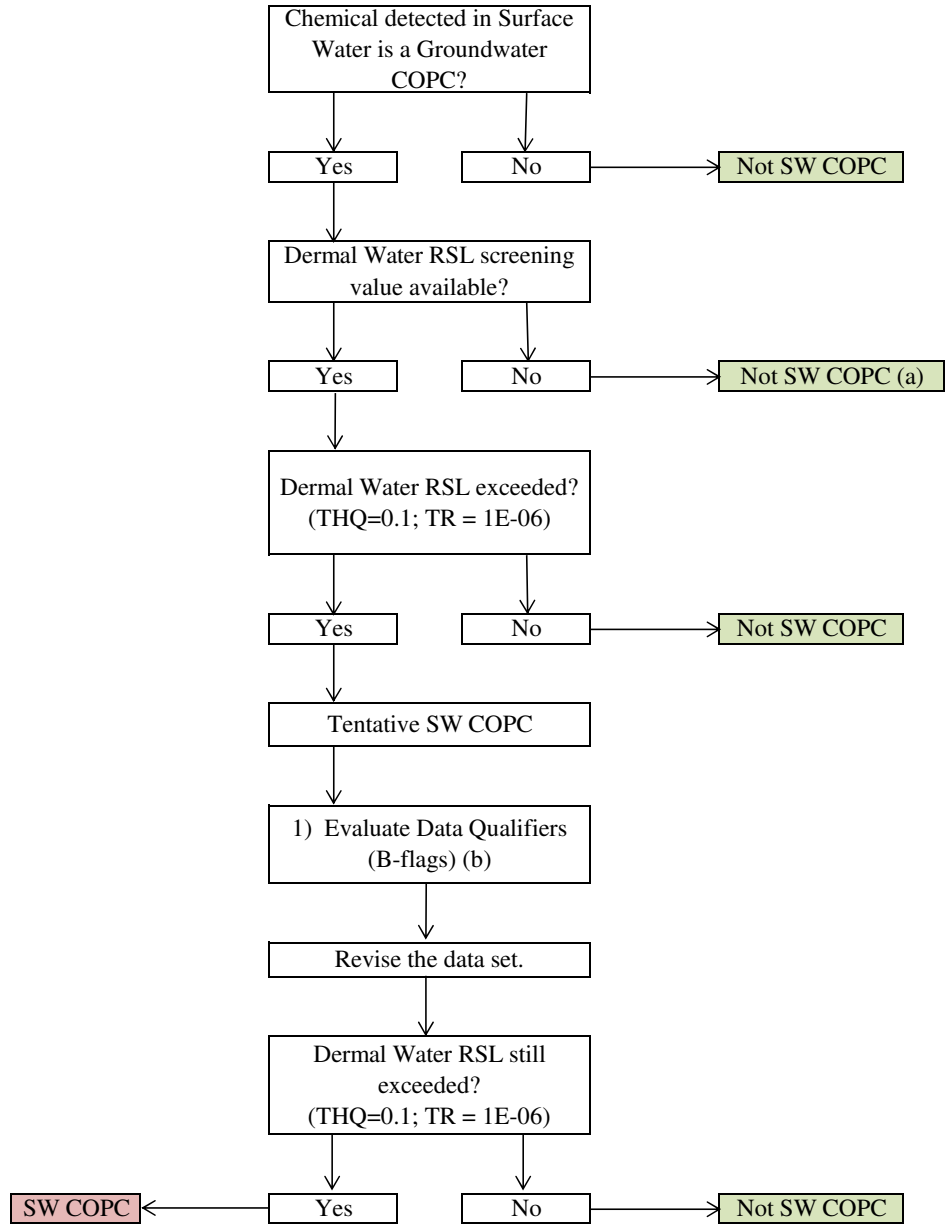 Chemical detected in Surface
Water is a Groundwater
COPC?
Yes
No
Not SW COPC
Dermal Water RSL screening
value available?
Yes
No
Not SW COPC (a)
Dermal Water RSL exceeded?
(THQ=0.1; TR = 1E-06)
Yes
No
Not SW COPC
Tentative SW COPC
1) Evaluate Data Qualifiers
(B-flags) (b)
Revise the data set.
Dermal Water RSL still
exceeded?
(THQ=0.1; TR = 1E-06)
SW COPC
Yes
No
Not SW COPC